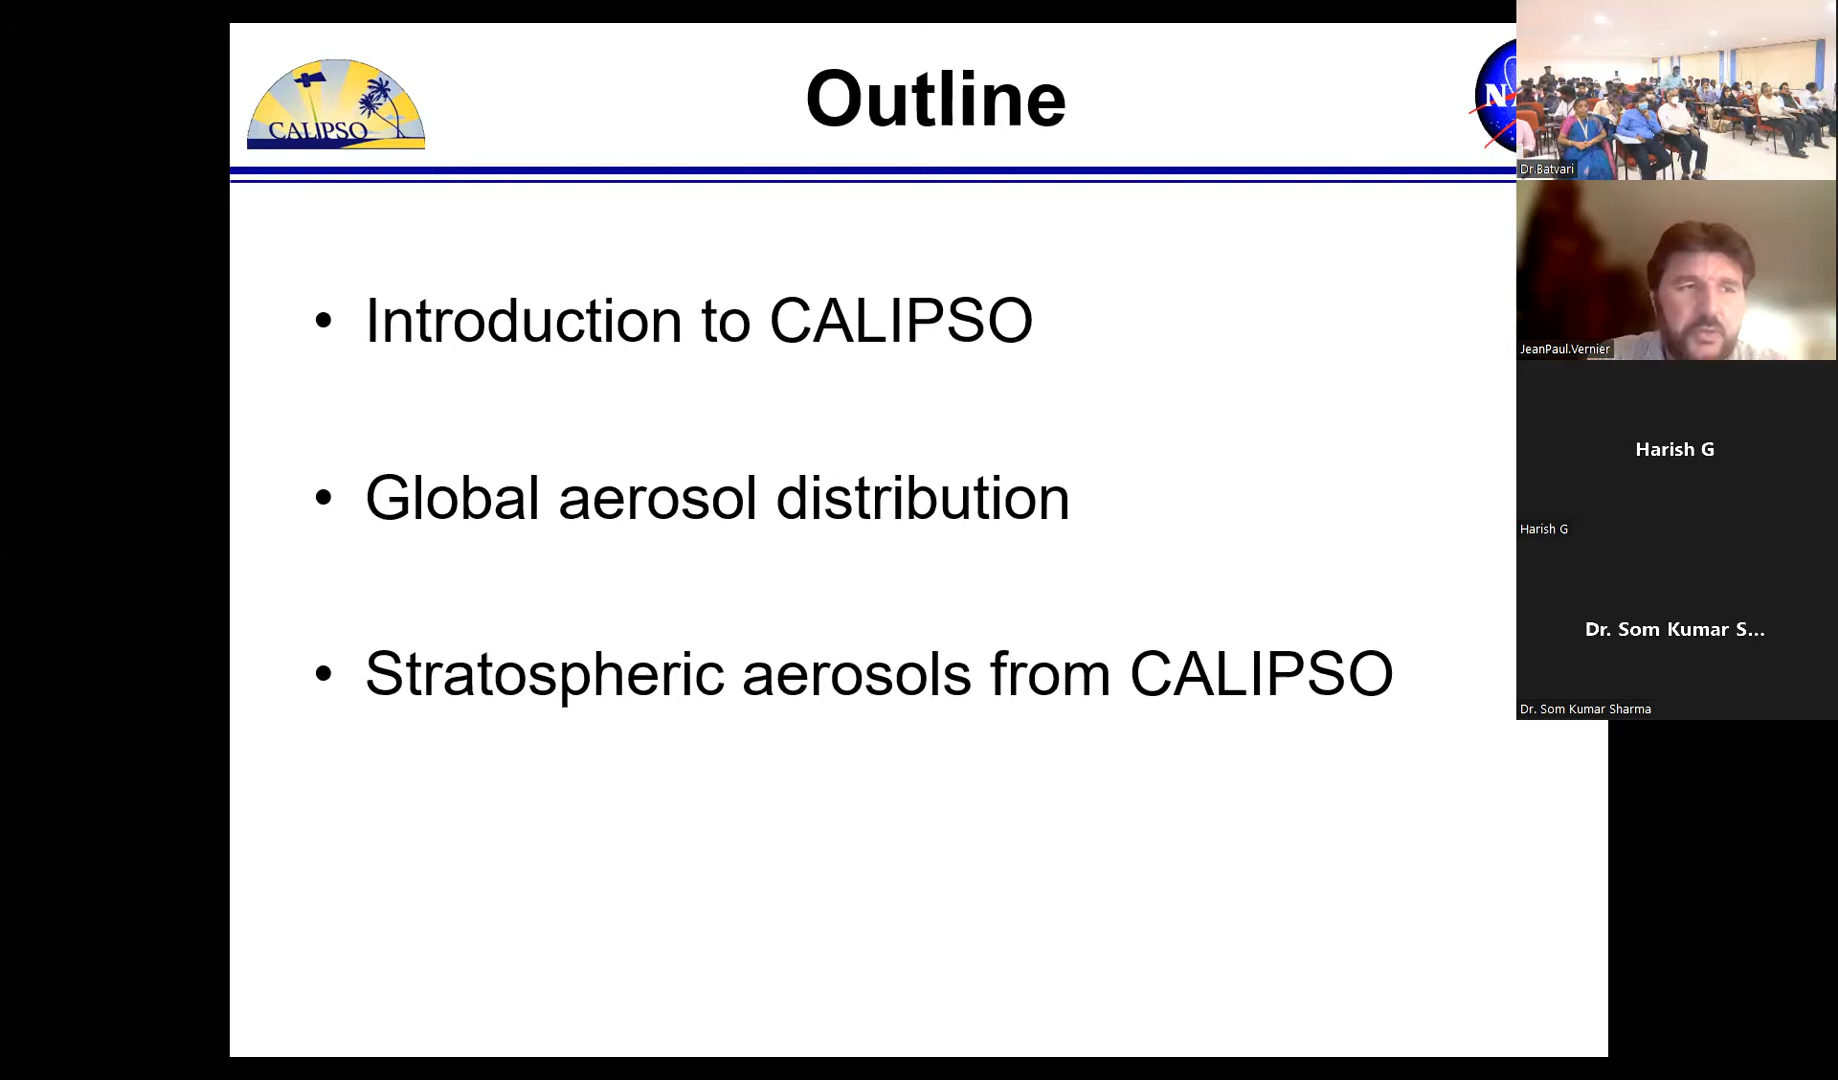 CALIPSO
Outline
Introduction to CALIPSO
Global aerosol distribution
Stratospheric aerosols from CALIPSO
Dr.Batvari
JeanPaul.Vernier
Harish G
Harish G
Dr. Som Kumar S...
Dr. Som Kumar Sharma